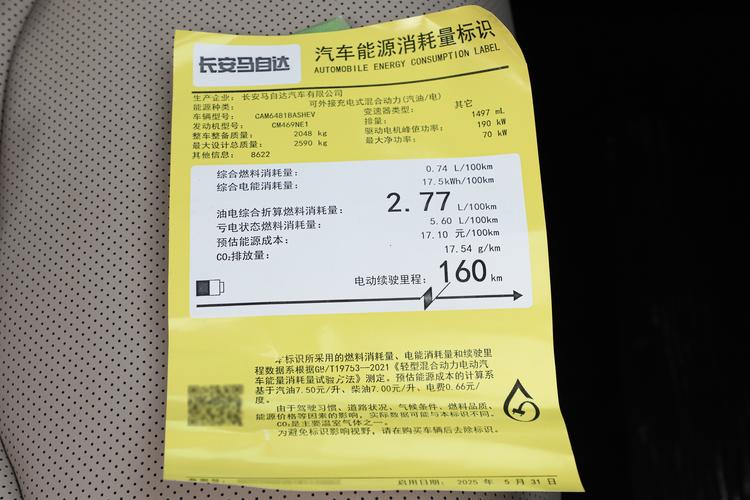 长安马自达
汽车能源消耗量标识
AUTOMOBILE ENERGY CONSUMPTION LABEL
生产企业: 长安马自达汽车有限公司
能源种类: 可外接充电式混合动力(汽油/电)
车辆型号: CAM6481BASHEV 变速器类型: 其它
发动机型号: CM469NE1 排量: 1497 mL
整车整备质量: 2048 kg 驱动电机峰值功率: 190 kW
最大设计总质量: 2590 kg 最大净功率: 70 kW
其他信息: 8622
综合燃料消耗量: 0.74 L/100km
综合电能消耗量: 17.5kWh/100km
油电综合折算燃料消耗量: 2.77 L/100km
亏电状态燃料消耗量: 5.60 L/100km
预估能源成本: 17.10 元/100km
CO₂排放量: 17.54 g/km
电动续驶里程: 160 km
本标识所采用的燃料消耗量、电能消耗量和续驶里
程数据系根据GB/T19753—2021《轻型混合动力电动汽
车能量消耗量试验方法》测定。预估能源成本的计算系
基于汽油7.50元/升、柴油7.00元/升、电费0.66元/
度。
由于驾驶习惯、道路状况、气候条件、燃料品质、
能源价格等因素的影响，实际数据可能与本标识不同。
CO₂是主要温室气体之一。
为避免标识影响视野，请在购买车辆后去除标识。
启用日期: 2025 年 5 月 31 日